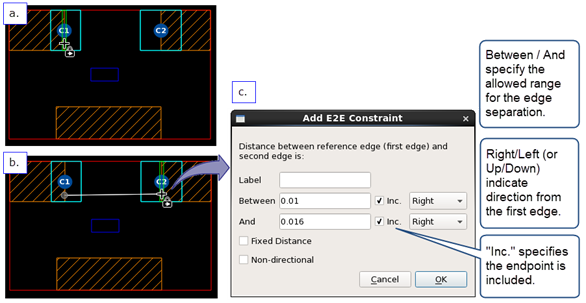 a.
C1
C2
b.
C1
C2
c.
Add E2E Constraint
Distance between reference edge (first edge) and
second edge is:
Label
Between 0.01 Inc. Right
And 0.016 Inc. Right
Fixed Distance
Non-directional
Cancel OK
Between / And
specify the
allowed range
for the edge
separation.
Right/Left (or
Up/Down)
indicate
direction from
the first edge.
"Inc." specifies
the endpoint is
included.